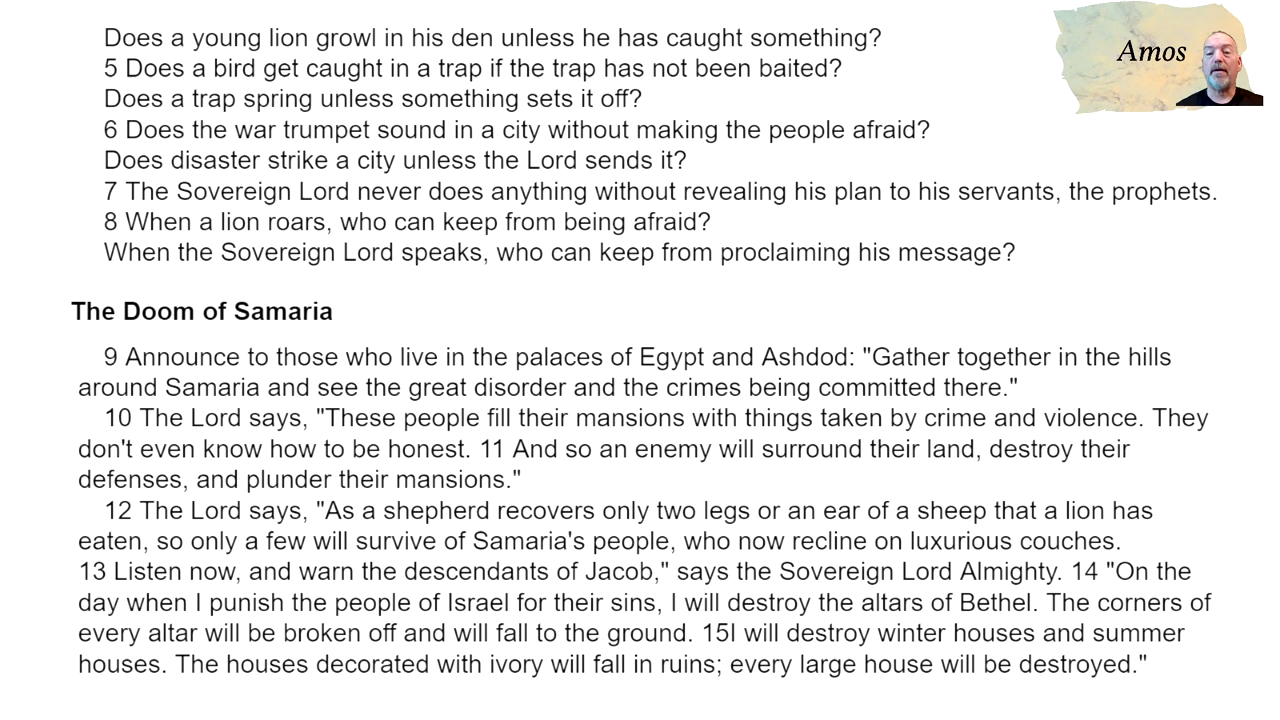 Does a young lion growl in his den unless he has caught something?
5 Does a bird get caught in a trap if the trap has not been baited?
Does a trap spring unless something sets it off?
6 Does the war trumpet sound in a city without making the people afraid?
Does disaster strike a city unless the Lord sends it?
7 The Sovereign Lord never does anything without revealing his plan to his servants, the prophets.
8 When a lion roars, who can keep from being afraid?
When the Sovereign Lord speaks, who can keep from proclaiming his message?
Amos
The Doom of Samaria
9 Announce to those who live in the palaces of Egypt and Ashdod: "Gather together in the hills
around Samaria and see the great disorder and the crimes being committed there."
10 The Lord says, "These people fill their mansions with things taken by crime and violence. They
don't even know how to be honest. 11 And so an enemy will surround their land, destroy their
defenses, and plunder their mansions."
12 The Lord says, "As a shepherd recovers only two legs or an ear of a sheep that a lion has
eaten, so only a few will survive of Samaria's people, who now recline on luxurious couches.
13 Listen now, and warn the descendants of Jacob," says the Sovereign Lord Almighty. 14 "On the
day when I punish the people of Israel for their sins, I will destroy the altars of Bethel. The corners of
every altar will be broken off and will fall to the ground. 15I will destroy winter houses and summer
houses. The houses decorated with ivory will fall in ruins; every large house will be destroyed."